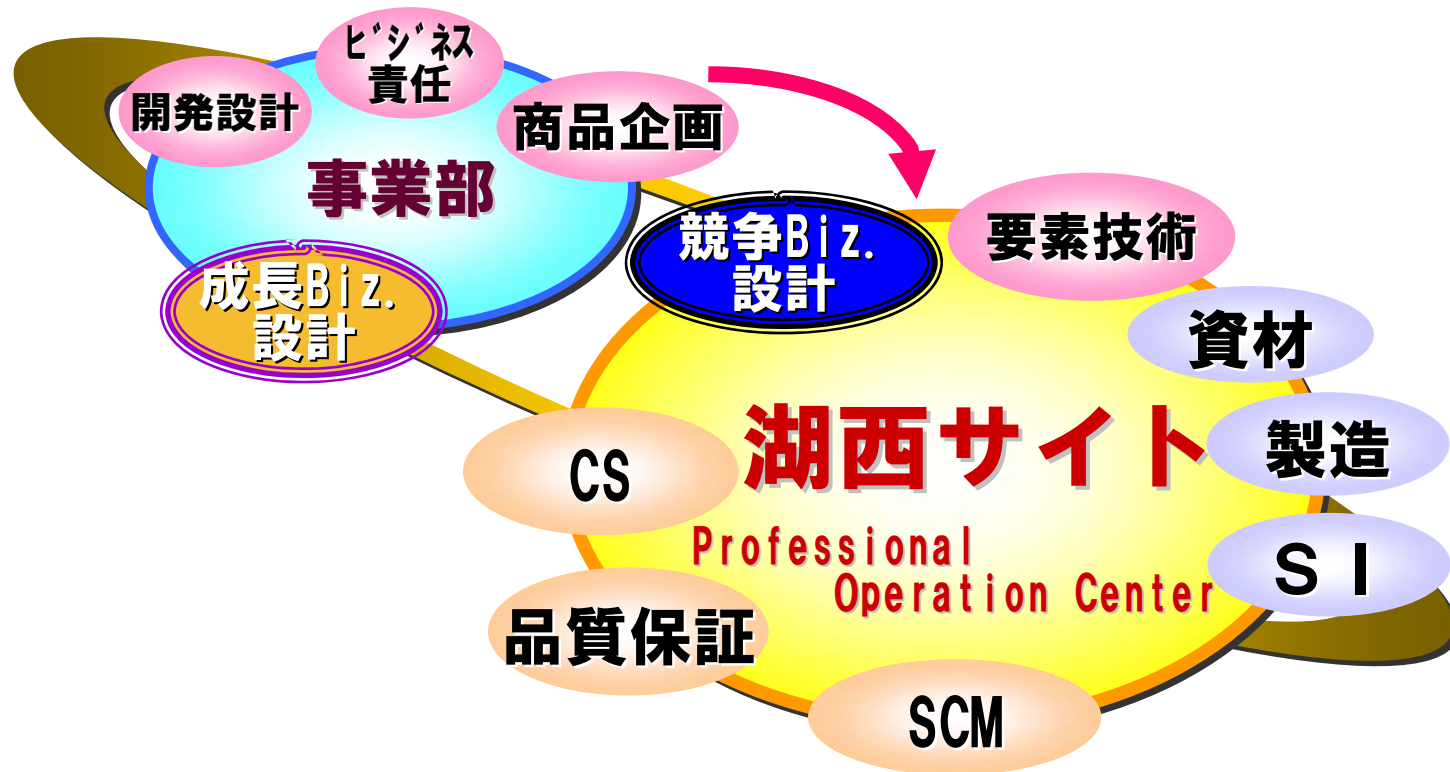 ﾋﾞｼﾞﾈｽ
責任
開発設計
商品企画
事業部
競争Biz.
設計
要素技術
成長Biz.
設計
資材
湖西サイト
製造
CS
Professional
Operation Center
ＳＩ
品質保証
SCM